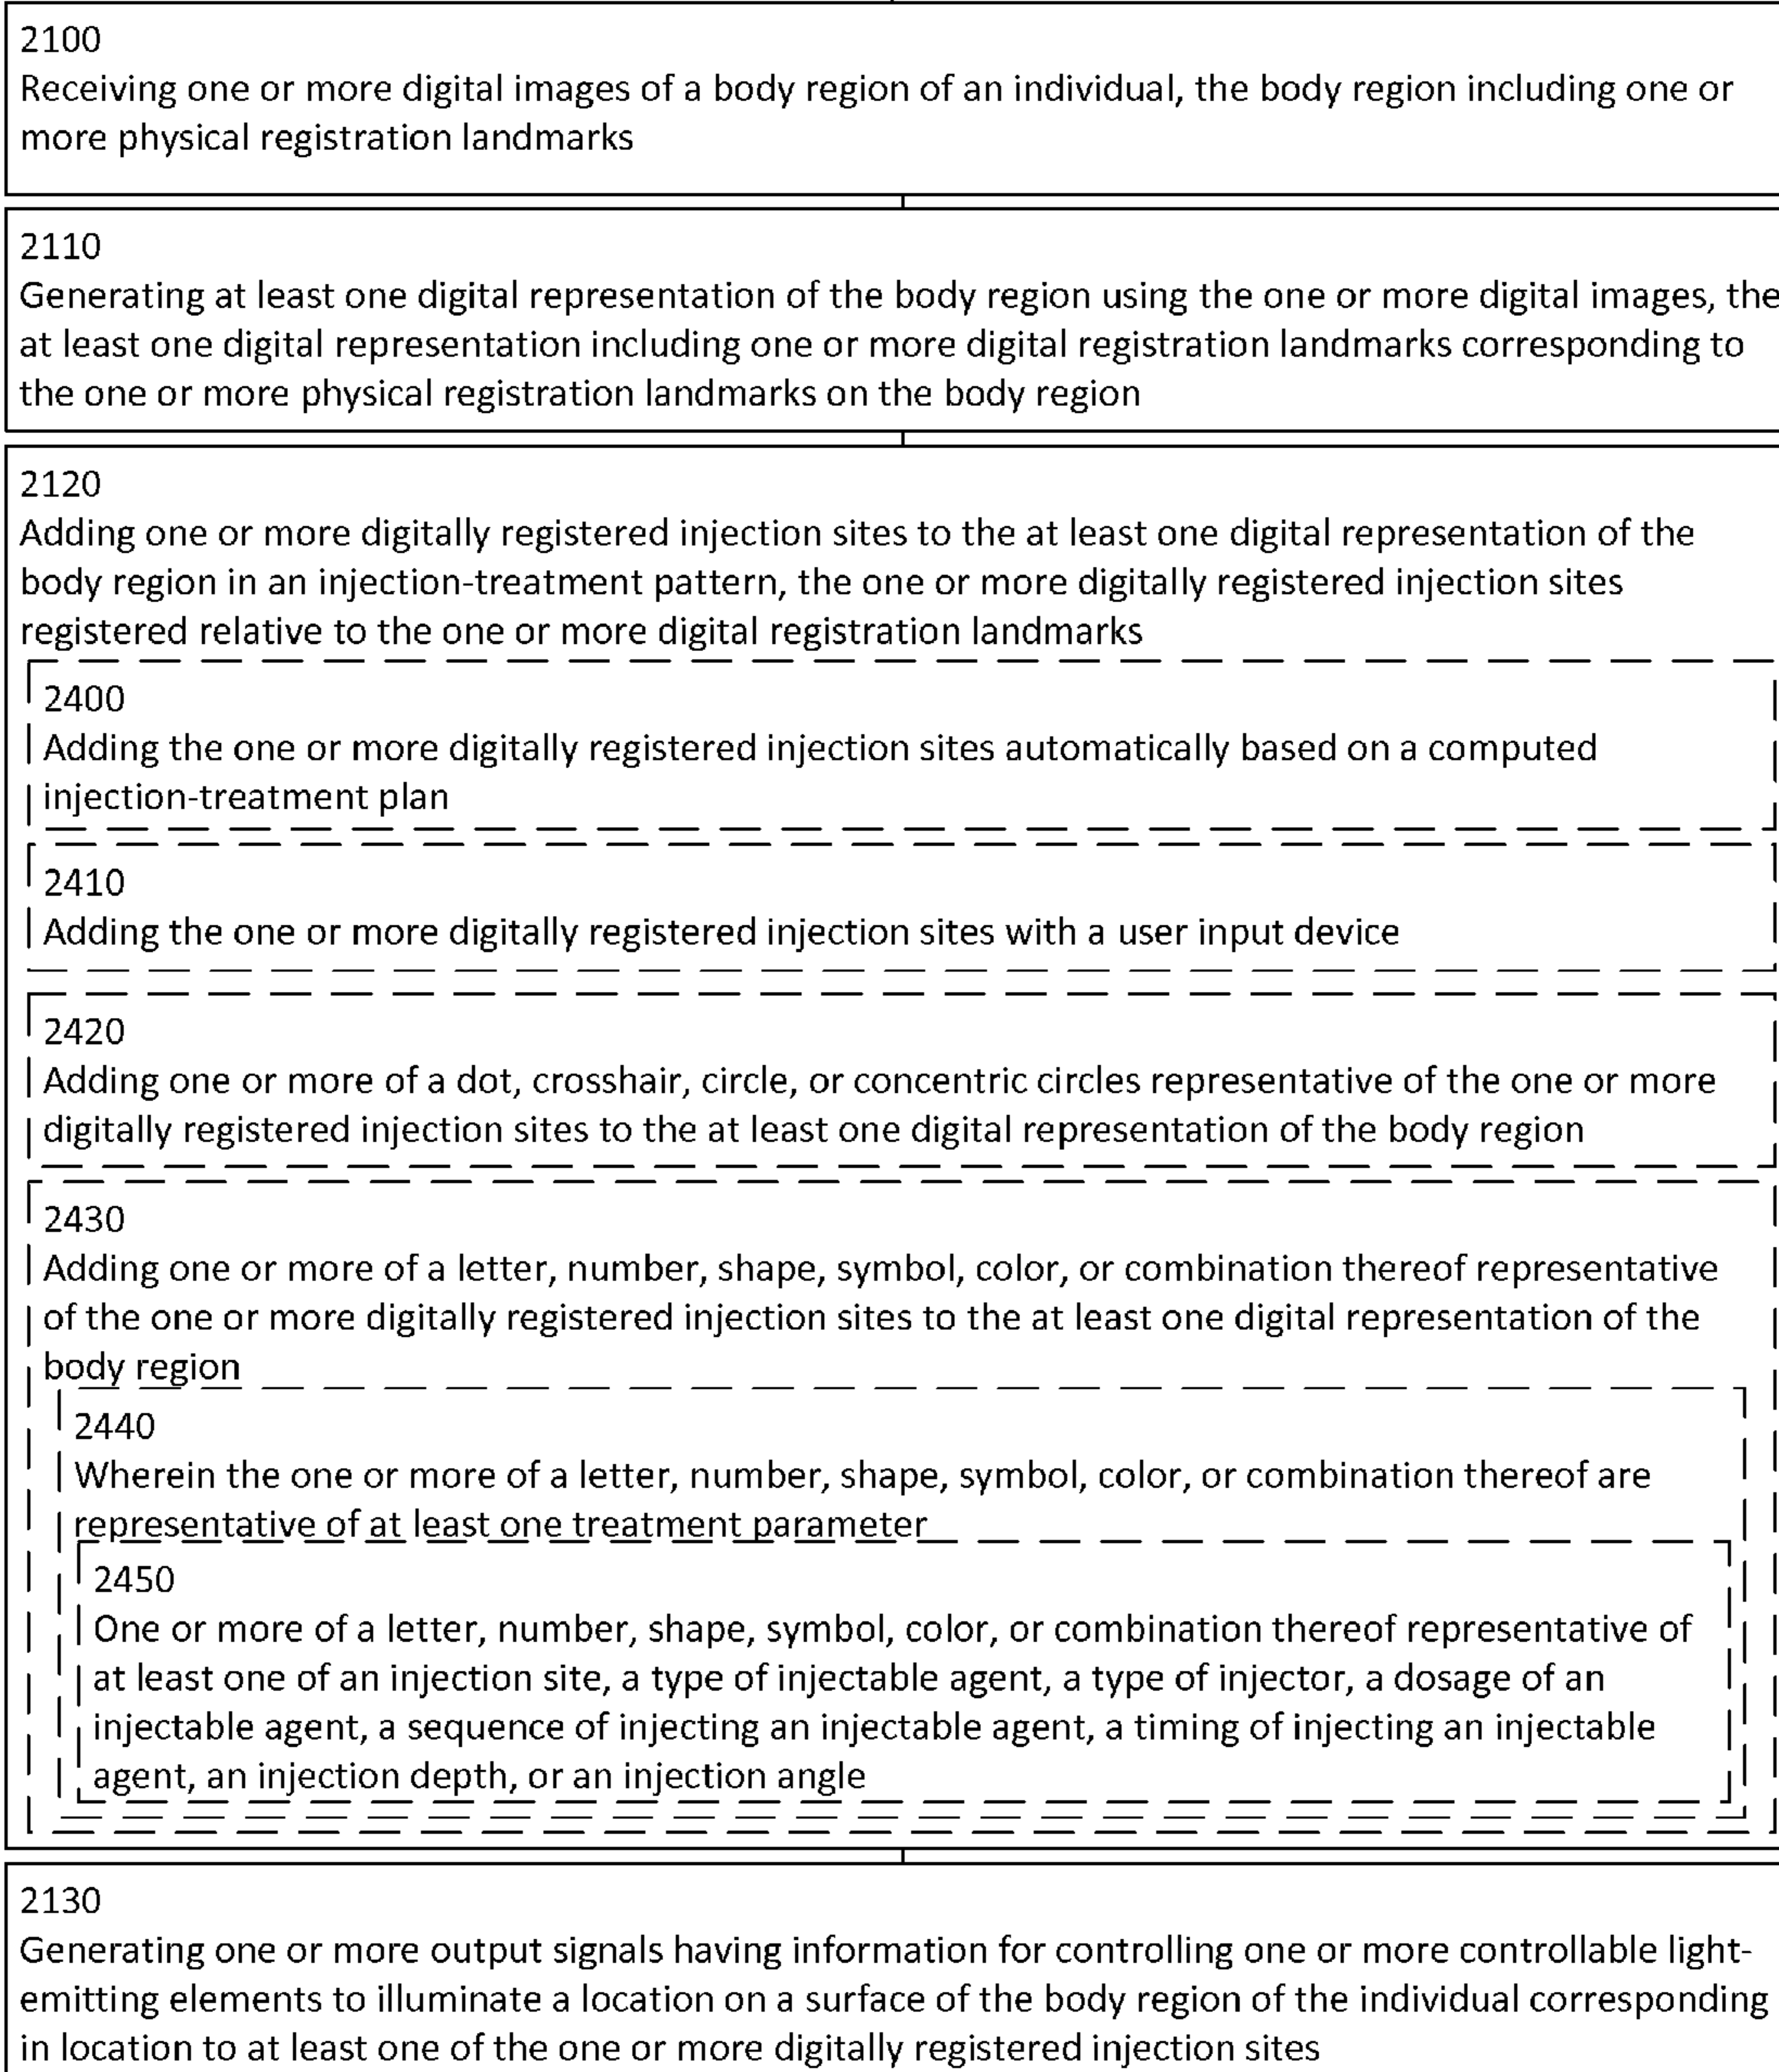 2100
Receiving one or more digital images of a body region of an individual, the body region including one or
more physical registration landmarks
2110
Generating at least one digital representation of the body region using the one or more digital images, the
at least one digital representation including one or more digital registration landmarks corresponding to
the one or more physical registration landmarks on the body region
2120
Adding one or more digitally registered injection sites to the at least one digital representation of the
body region in an injection-treatment pattern, the one or more digitally registered injection sites
registered relative to the one or more digital registration landmarks
2400
Adding the one or more digitally registered injection sites automatically based on a computed
injection-treatment plan
2410
Adding the one or more digitally registered injection sites with a user input device
2420
Adding one or more of a dot, crosshair, circle, or concentric circles representative of the one or more
digitally registered injection sites to the at least one digital representation of the body region
2430
Adding one or more of a letter, number, shape, symbol, color, or combination thereof representative
of the one or more digitally registered injection sites to the at least one digital representation of the
body region
2440
Wherein the one or more of a letter, number, shape, symbol, color, or combination thereof are
representative of at least one treatment parameter
2450
One or more of a letter, number, shape, symbol, color, or combination thereof representative of
at least one of an injection site, a type of injectable agent, a type of injector, a dosage of an
injectable agent, a sequence of injecting an injectable agent, a timing of injecting an injectable
agent, an injection depth, or an injection angle
2130
Generating one or more output signals having information for controlling one or more controllable light-
emitting elements to illuminate a location on a surface of the body region of the individual corresponding
in location to at least one of the one or more digitally registered injection sites